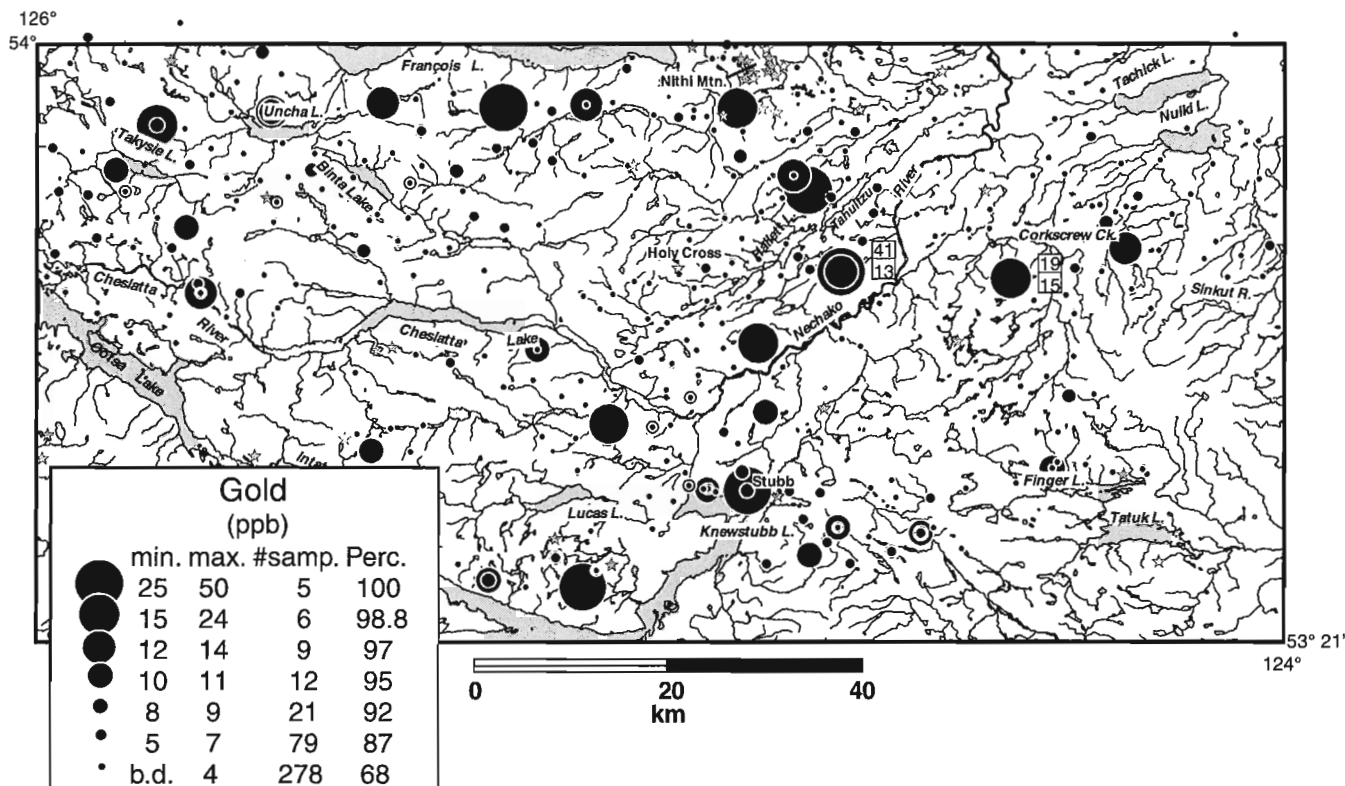 126°
54°
François L.
Nithi Mtn.
Tachick L.
Nulki L.
Uncha L.
Takysie L.
Binta Lake
Hallett L.
Tahultzu L.
River
Holy Cross
41
13
Corkscrew Ck.
19
15
Sinkut R.
Cheslatta
River
Cheslatta
Lake
Nechako
Ootsa Lake
Stubb
Finger L.
Lucas L.
Knewstubb L.
Tatuk L.
Gold
(ppb)
min. max. #samp. Perc.
25 50 5 100
15 24 6 98.8
12 14 9 97
10 11 12 95
8 9 21 92
5 7 79 87
b.d. 4 278 68
53° 21'
124°
0 20 40
km